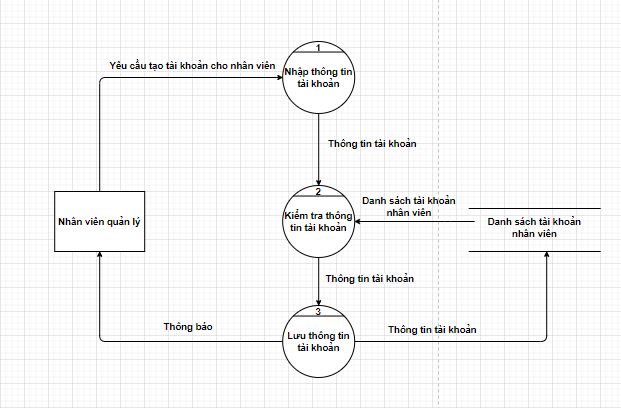 1
Nhập thông tin
tài khoản
Yêu cầu tạo tài khoản cho nhân viên
Thông tin tài khoản
2
Kiểm tra thông
tin tài khoản
Danh sách tài khoản
nhân viên
Danh sách tài khoản
nhân viên
Nhân viên quản lý
Thông tin tài khoản
3
Lưu thông tin
tài khoản
Thông báo
Thông tin tài khoản